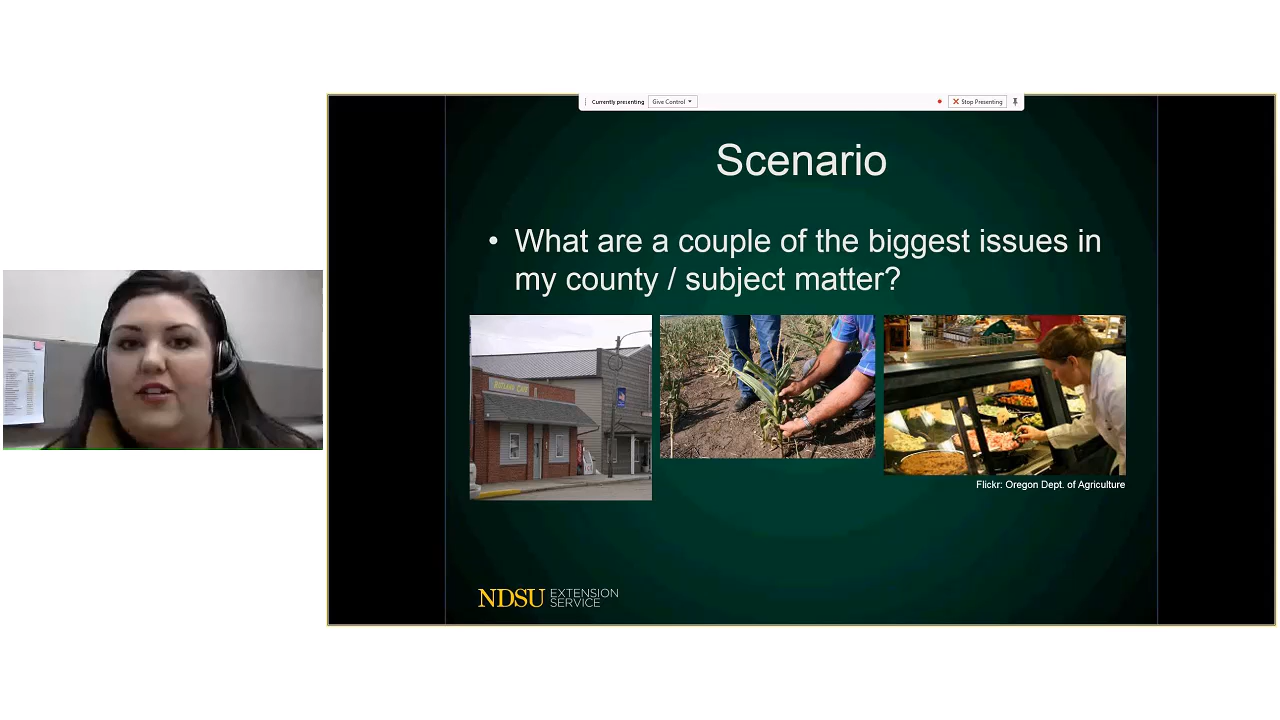 Currently presenting
Give Control
Stop Presenting
Scenario
• What are a couple of the biggest issues in
my county / subject matter?
Flickr: Oregon Dept. of Agriculture
NDSU EXTENSION
SERVICE